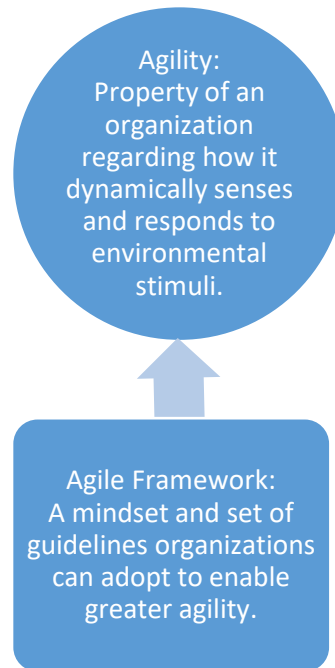 Agility:
Property of an
organization
regarding how it
dynamically senses
and responds to
environmental
stimuli.
Agile Framework:
A mindset and set of
guidelines organizations
can adopt to enable
greater agility.